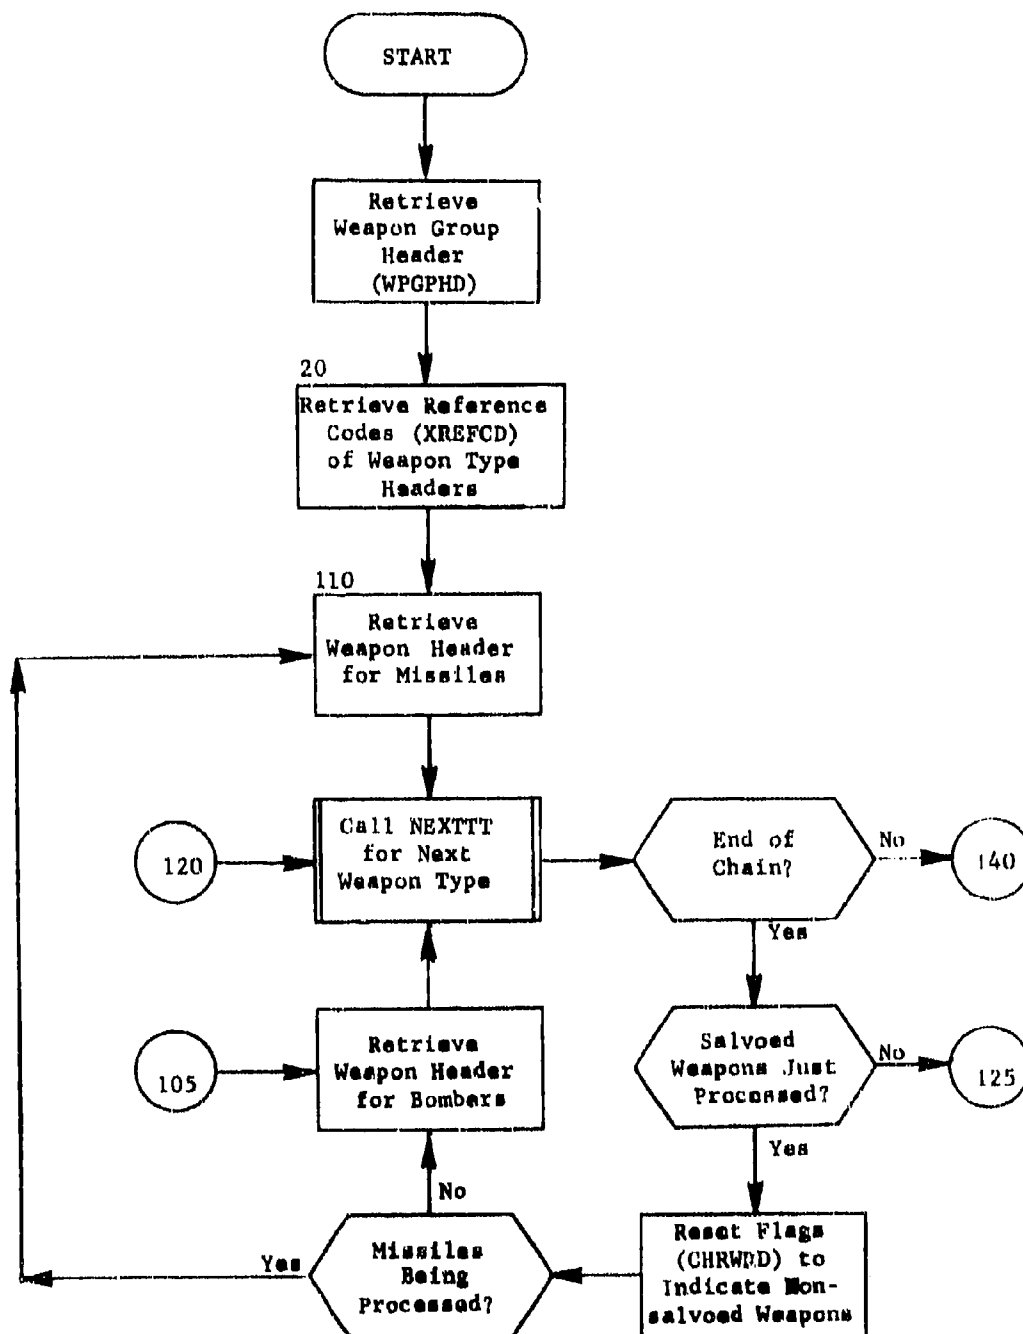 START
Retrieve
Weapon Group
Header
(WPGPHD)
20
Retrieve Reference
Codes (XREFCD)
of Weapon Type
Headers
110
Retrieve
Weapon Header
for Missiles
120
Call NEXTTT
for Next
Weapon Type
End of
Chain?
No
140
Yes
105
Retrieve
Weapon Header
for Bombers
Salvoed
Weapons Just
Processed?
No
125
Yes
No
Yes
Missiles
Being
Processed?
Reset Flags
(CHRWRD) to
Indicate Non-
salvoed Weapons